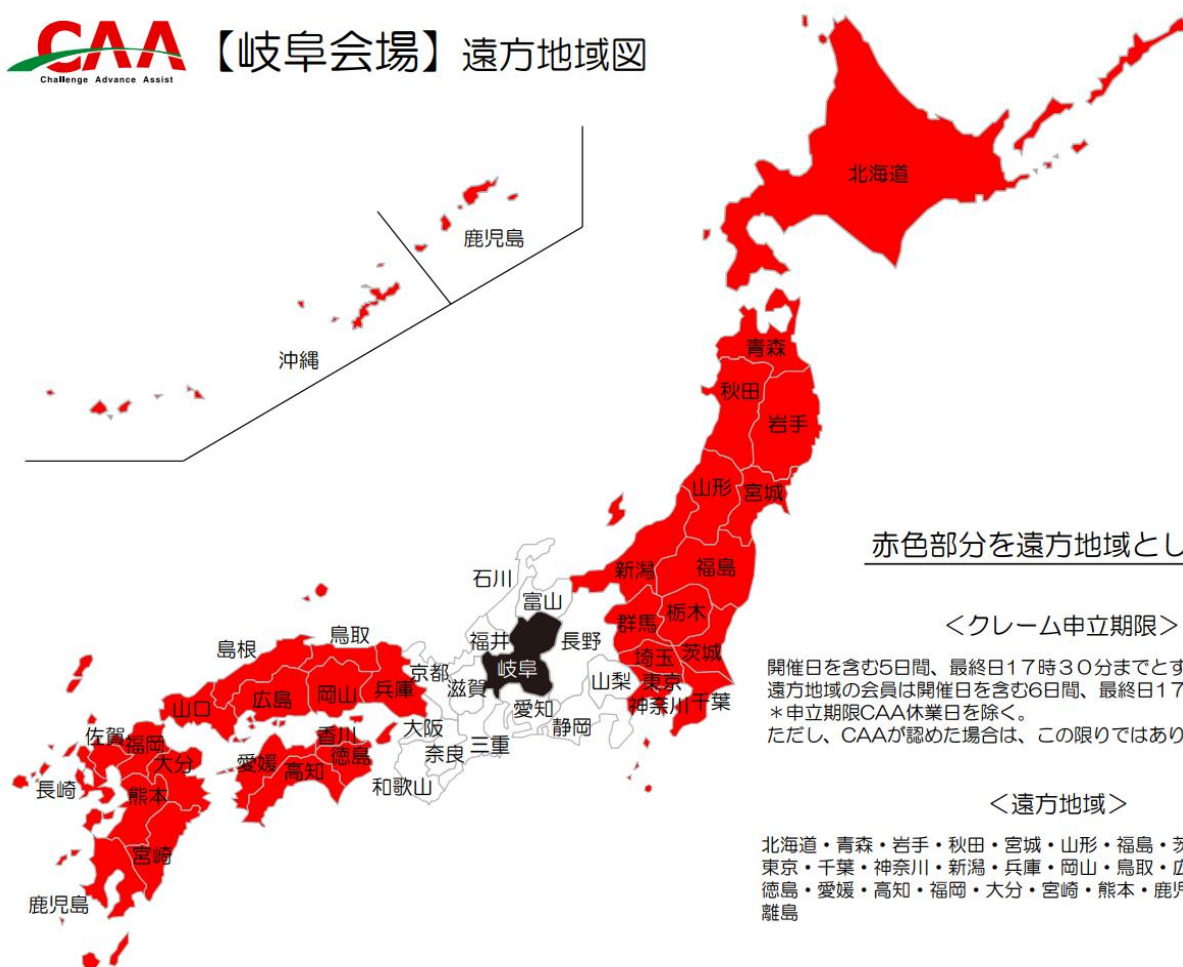 CAA
Challenge Advance Assist
【岐阜会場】遠方地域図
北海道
鹿児島
沖縄
青森
秋田
岩手
山形
宮城
赤色部分を遠方地域とし
新潟
福島
石川
富山
群馬
栃木
福井
長野
埼玉
茨城
岐阜
山梨
東京
神奈川
千葉
愛知
静岡
島根
鳥取
京都
滋賀
山口
広島
岡山
兵庫
大阪
奈良
三重
和歌山
佐賀
福岡
大分
愛媛
高知
香川
徳島
長崎
熊本
宮崎
鹿児島
<クレーム申立期限>
開催日を含む5日間、最終日17時30分までとす
遠方地域の会員は開催日を含む6日間、最終日17
*申立期限CAA休業日を除く。
ただし、CAAが認めた場合は、この限りではあり
<遠方地域>
北海道・青森・岩手・秋田・宮城・山形・福島・茨
東京・千葉・神奈川・新潟・兵庫・岡山・鳥取・広
徳島・愛媛・高知・福岡・大分・宮崎・熊本・鹿児
離島